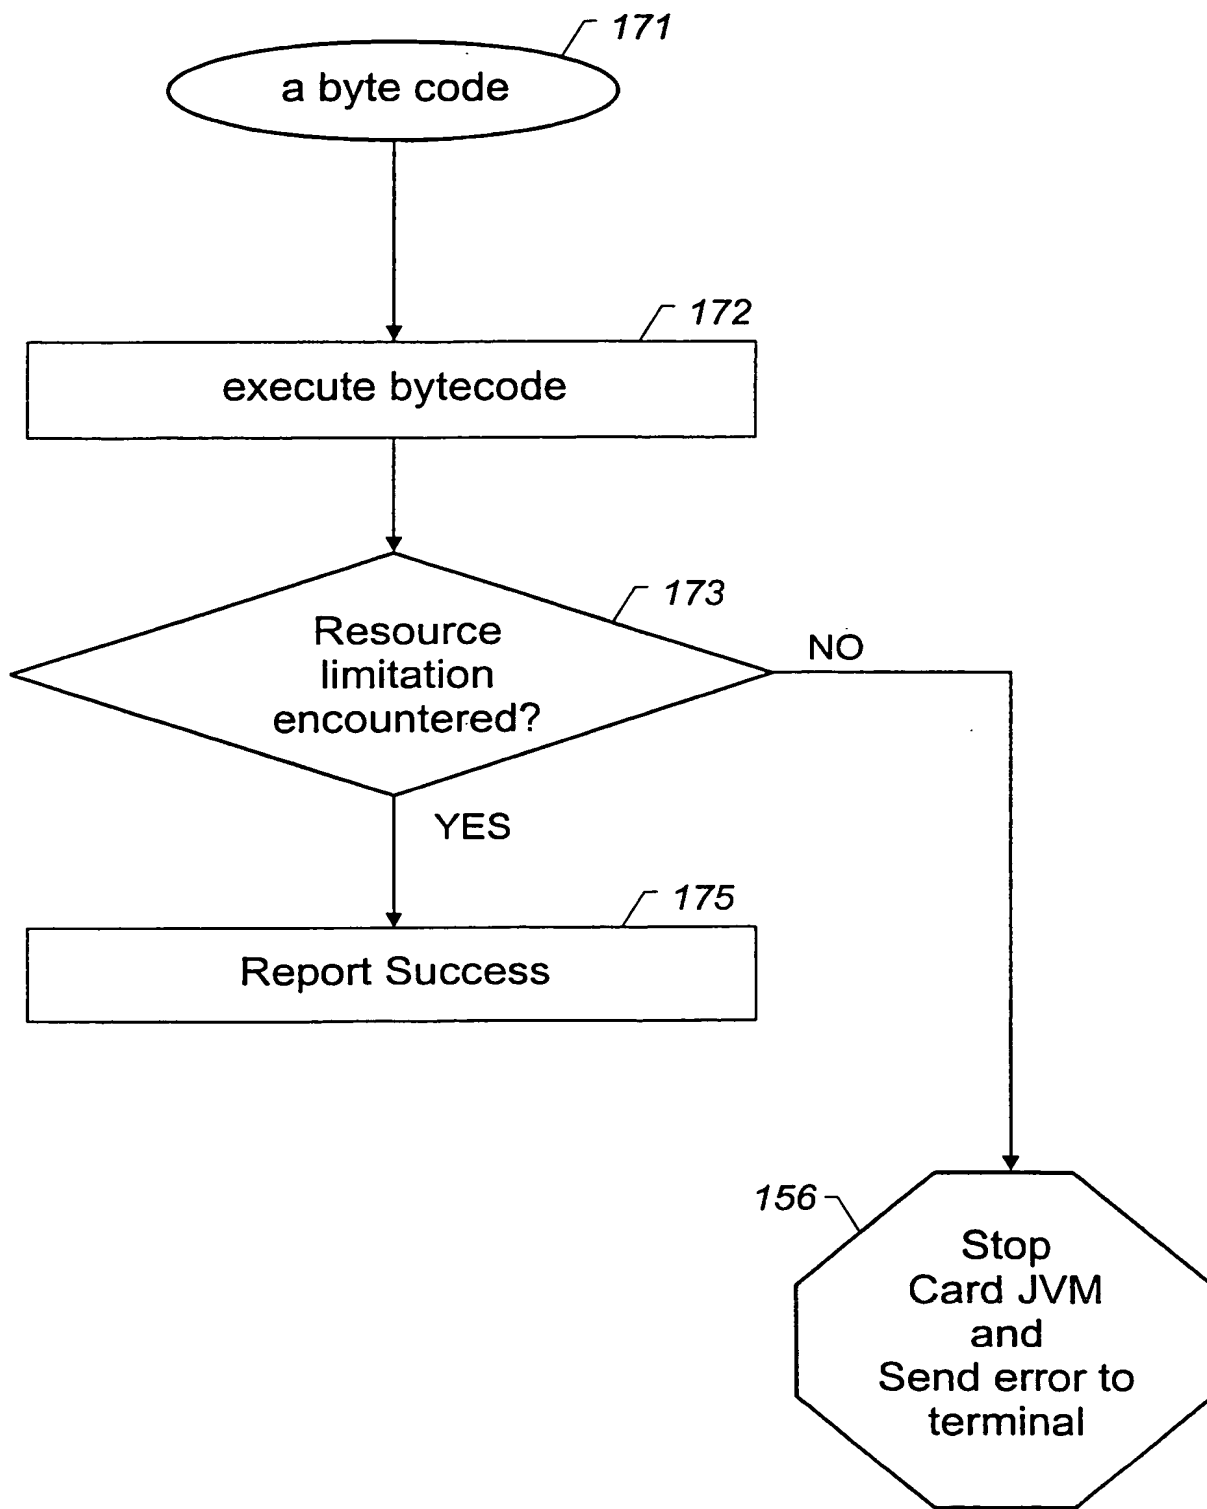 171
a byte code
172
execute bytecode
173
Resource
limitation
encountered?
NO
YES
175
Report Success
156
Stop
Card JVM
and
Send error to
terminal